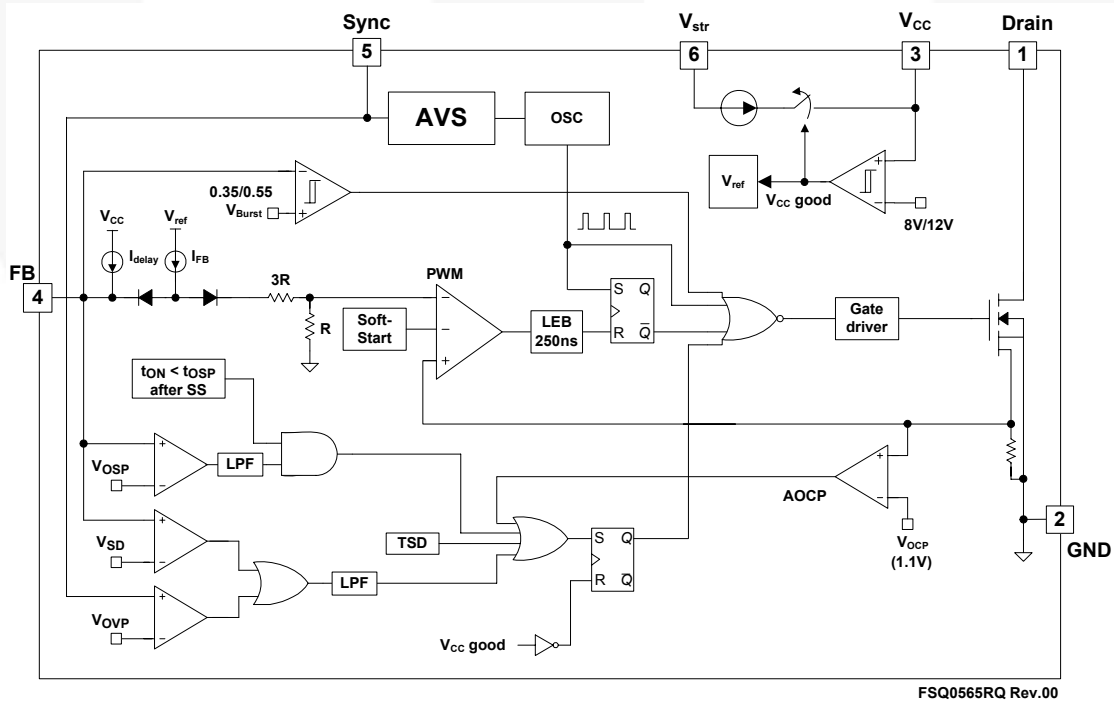 Sync
5
Vstr
6
VCC
3
Drain
1
AVS
OSC
Vref
VCC good
+
−
8V/12V
0.35/0.55
VBurst
−
+
VCC
Idelay
Vref
IFB
FB
4
3R
R
PWM
Soft-
Start
−
−
+
LEB
250ns
S Q
R Q̅
Gate
driver
tON < tOSP
after SS
+
−
VOSP
LPF
+
−
VSD
+
−
VOVP
LPF
TSD
S Q
R Q̅
VCC good
AOCP
+
−
VOCP
(1.1V)
2
GND
FSQ0565RQ Rev.00